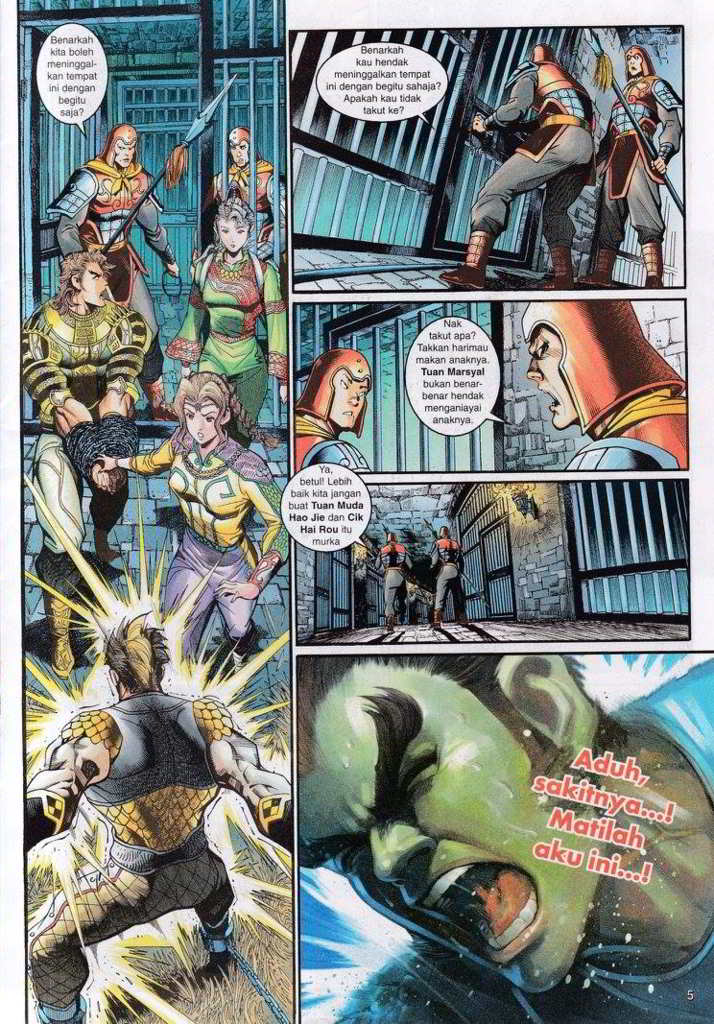 Benarkah
kita boleh
meninggal-
kan tempat
ini dengan
begitu
saja?
Benarkah
kau hendak
meninggalkan tempat
ini dengan begitu sahaja?
Apakah kau tidak
takut ke?
Nak
takut apa?
Takkan harimau
makan anaknya.
Tuan Marsyal
bukan benar-
benar hendak
menganiayai
anaknya.
Ya,
betul! Lebih
baik kita jangan
buat Tuan Muda
Hao Jie dan Cik
Hai Rou itu
murka
Aduh,
sakitnya...!
Matilah
aku ini...!
5